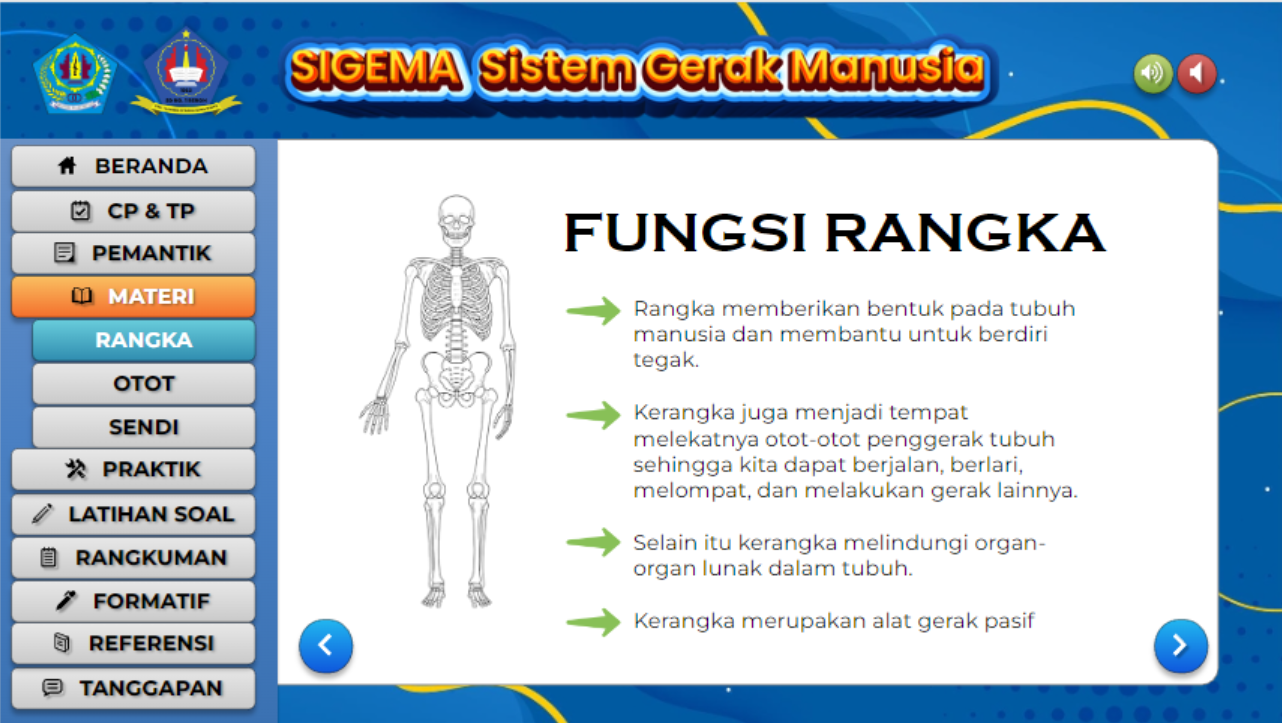 SIGEMA Sistem Gerak Manusia
BERANDA
CP & TP
PEMANTIK
MATERI
RANGKA
OTOT
SENDI
PRAKTIK
LATIHAN SOAL
RANGKUMAN
FORMATIF
REFERENSI
TANGGAPAN
FUNGSI RANGKA
Rangka memberikan bentuk pada tubuh
manusia dan membantu untuk berdiri
tegak.
Kerangka juga menjadi tempat
melekatnya otot-otot penggerak tubuh
sehingga kita dapat berjalan, berlari,
melompat, dan melakukan gerak lainnya.
Selain itu kerangka melindungi organ-
organ lunak dalam tubuh.
Kerangka merupakan alat gerak pasif